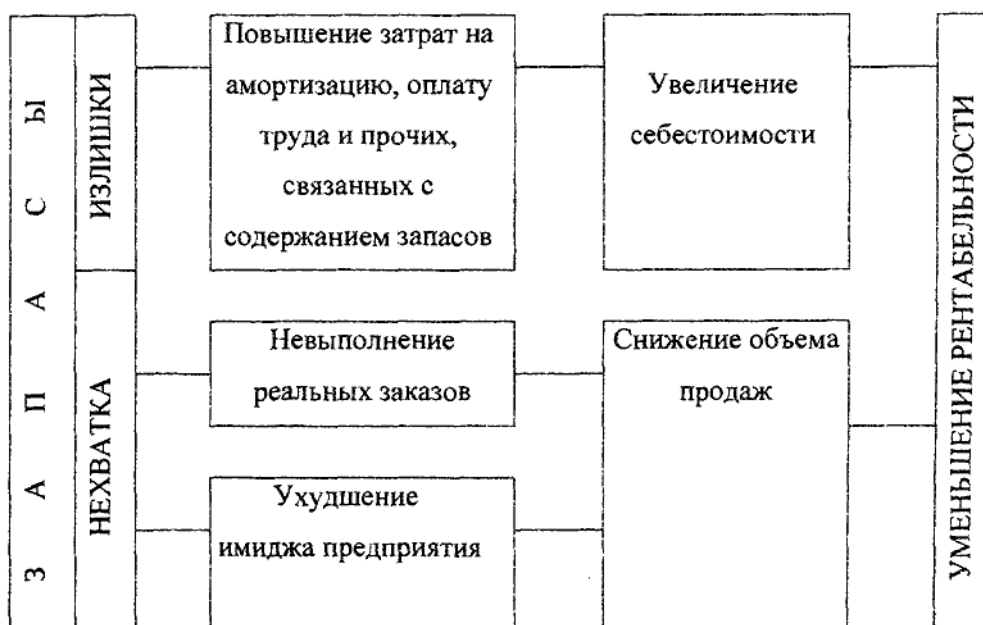 ЗАПАСЫ
ИЗЛИШКИ
Повышение затрат на
амортизацию, оплату
труда и прочих,
связанных с
содержанием запасов
Увеличение
себестоимости
НЕХВАТКА
Невыполнение
реальных заказов
Ухудшение
имиджа предприятия
Снижение объема
продаж
УМЕНЬШЕНИЕ РЕНТАБЕЛЬНОСТИ